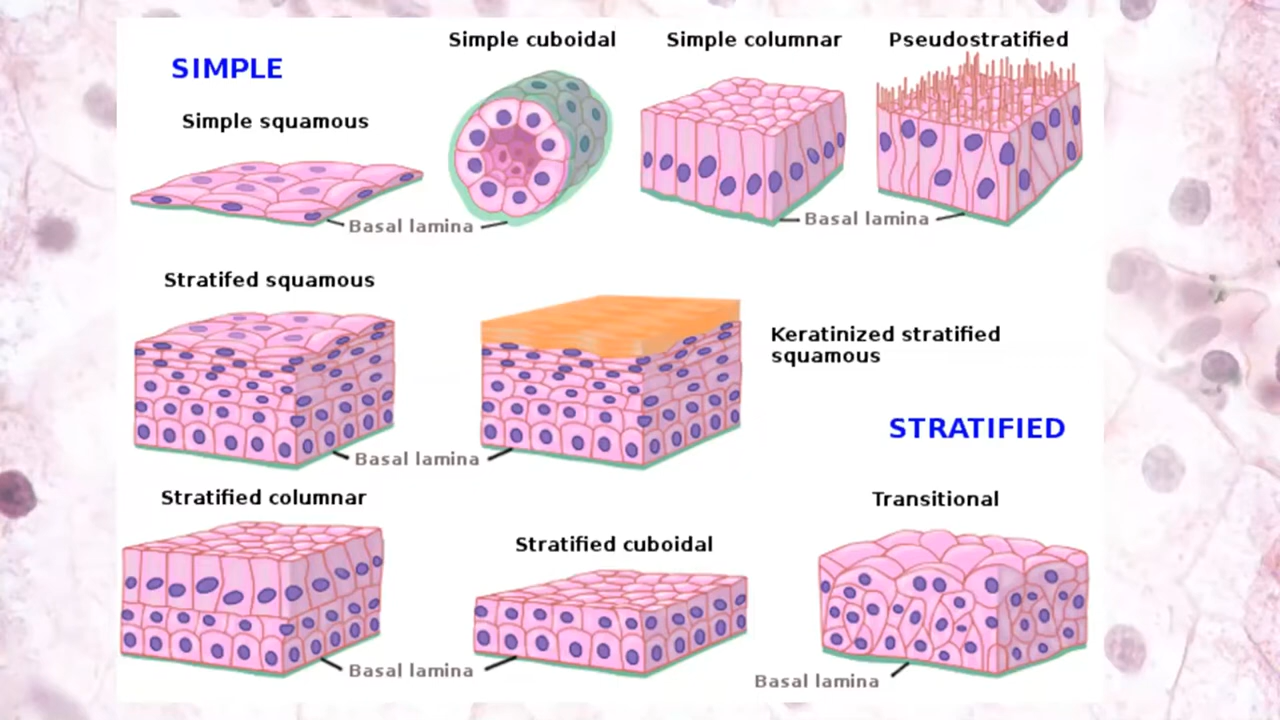 Simple cuboidal
Simple columnar
Pseudostratified
SIMPLE
Simple squamous
Basal lamina
Basal lamina
Stratifed squamous
Keratinized stratified
squamous
STRATIFIED
Basal lamina
Stratified columnar
Transitional
Stratified cuboidal
Basal lamina
Basal lamina